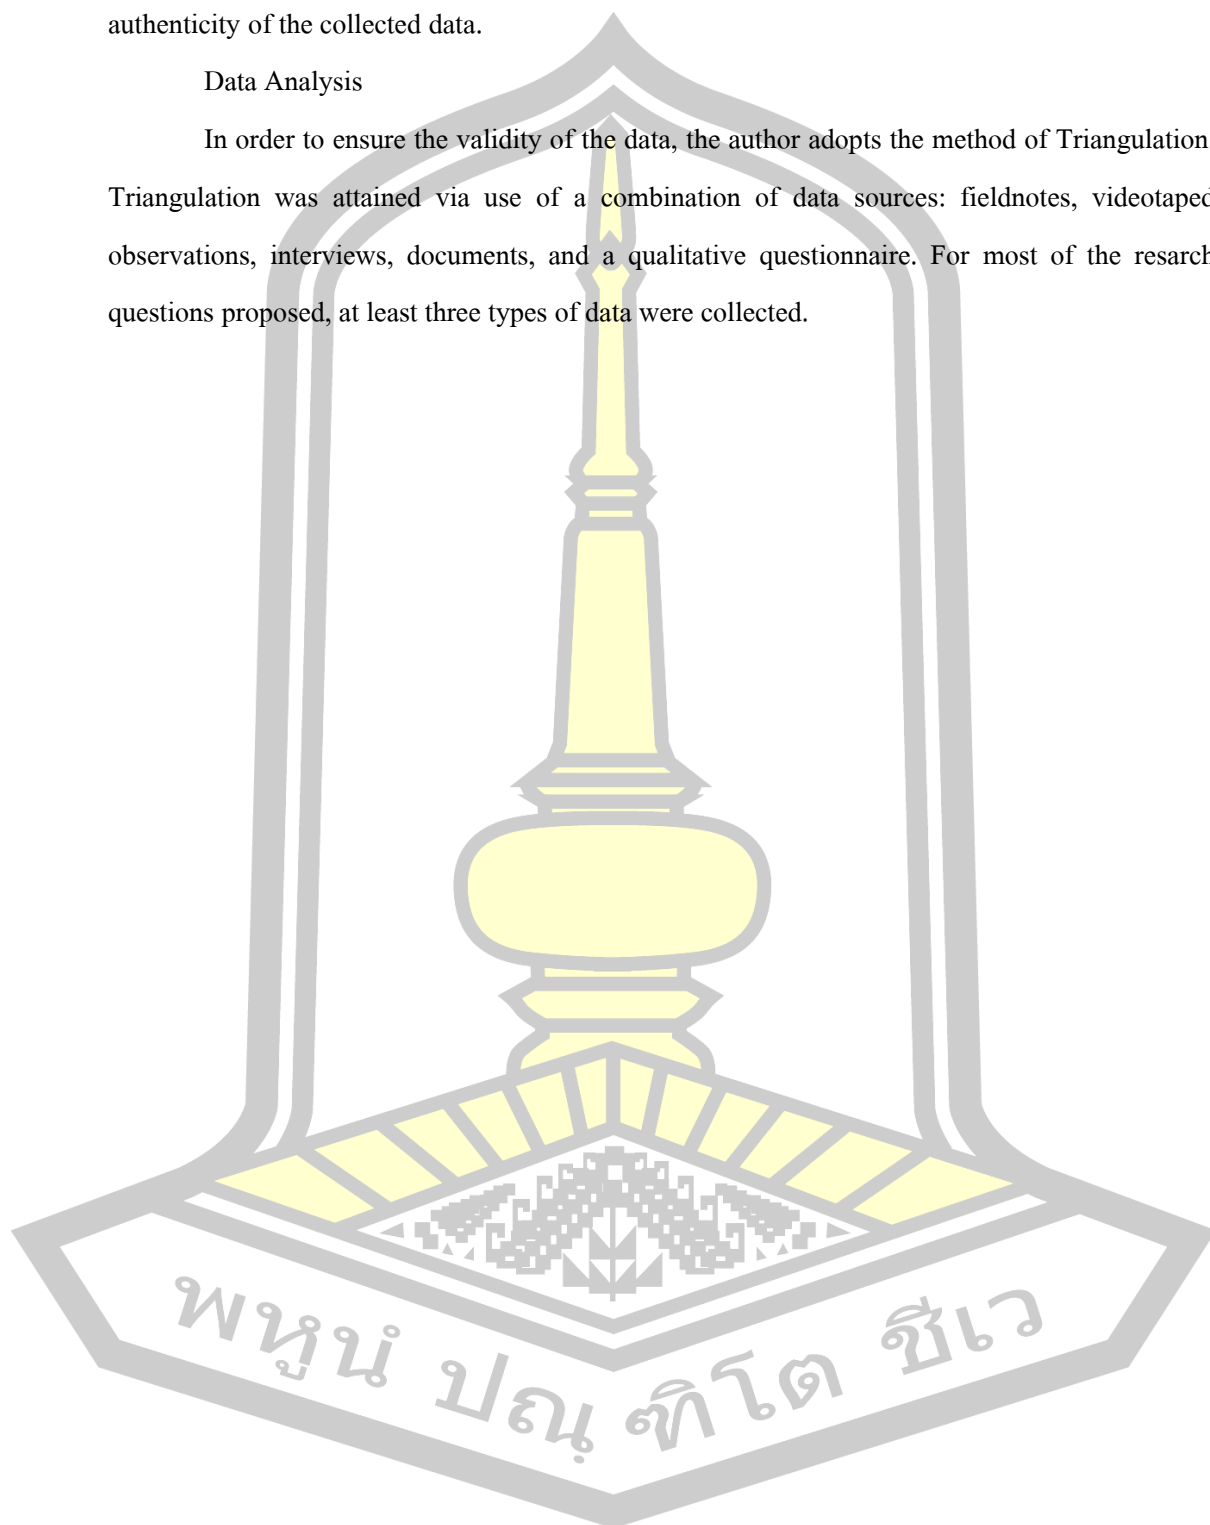 authenticity of the collected data.
Data Analysis
In order to ensure the validity of the data, the author adopts the method of Triangulation
Triangulation was attained via use of a combination of data sources: fieldnotes, videotaped
observations, interviews, documents, and a qualitative questionnaire. For most of the resarch
questions proposed, at least three types of data were collected.
พหูนํ ปณฺฑิโต ชีเว